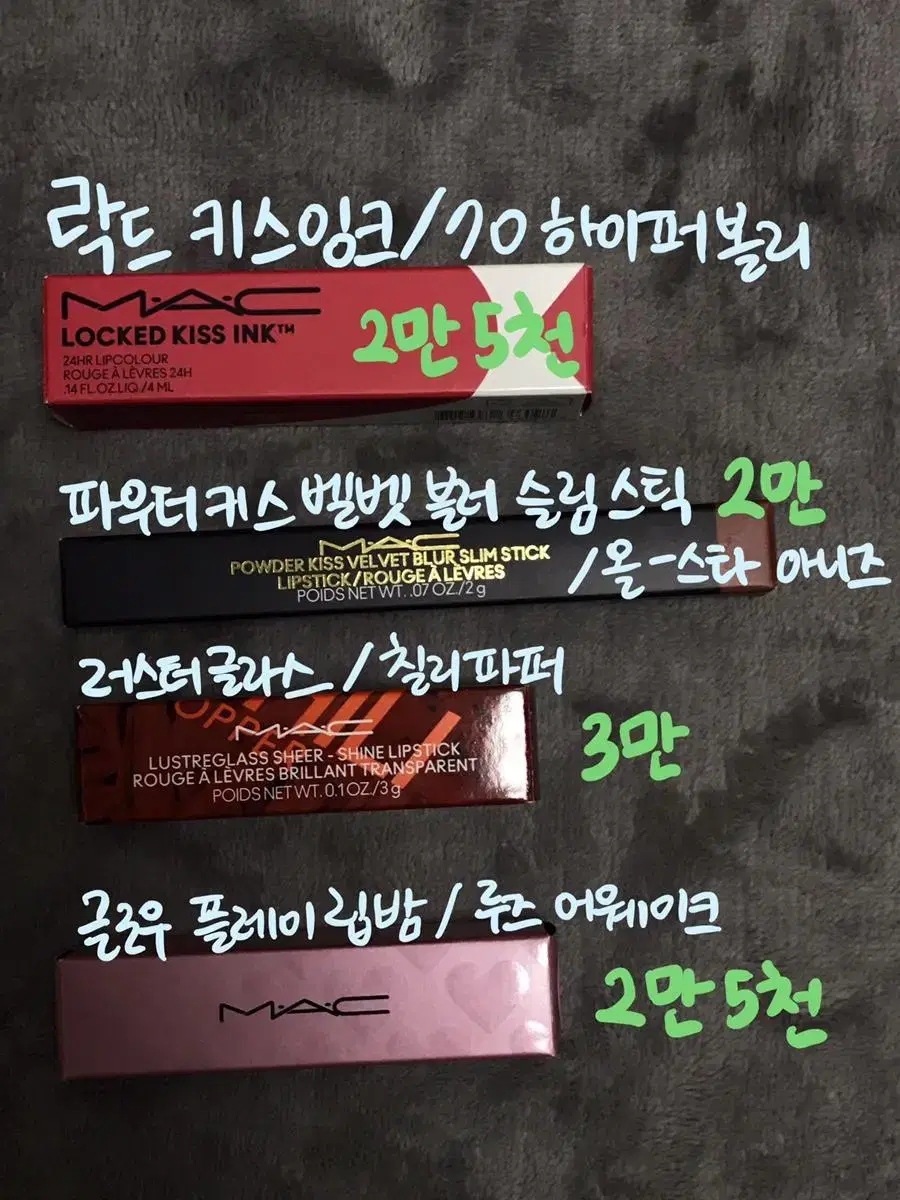 락드 키스잉크/70 하이퍼볼리
M·A·C
LOCKED KISS INK™
24HR LIPCOLOUR
ROUGE À LÈVRES 24H
.14 FL.OZ.LIQ./4 ML
2만 5천
파우더키스 벨벳 블러 슬림 스틱 2만
M·A·C
POWDER KISS VELVET BLUR SLIM STICK
LIPSTICK/ROUGE À LÈVRES
POIDS NET WT. .07 OZ./2 g
/올-스타 아니즈
러스터글라스 / 칠리파퍼
OPPER
M·A·C
LUSTREGLASS SHEER-SHINE LIPSTICK
ROUGE À LÈVRES BRILLANT TRANSPARENT
POIDS NET WT. 0.1 OZ./3 g
3만
글로우 플레이 립밤 / 루즈 어웨이크
M·A·C
2만 5천